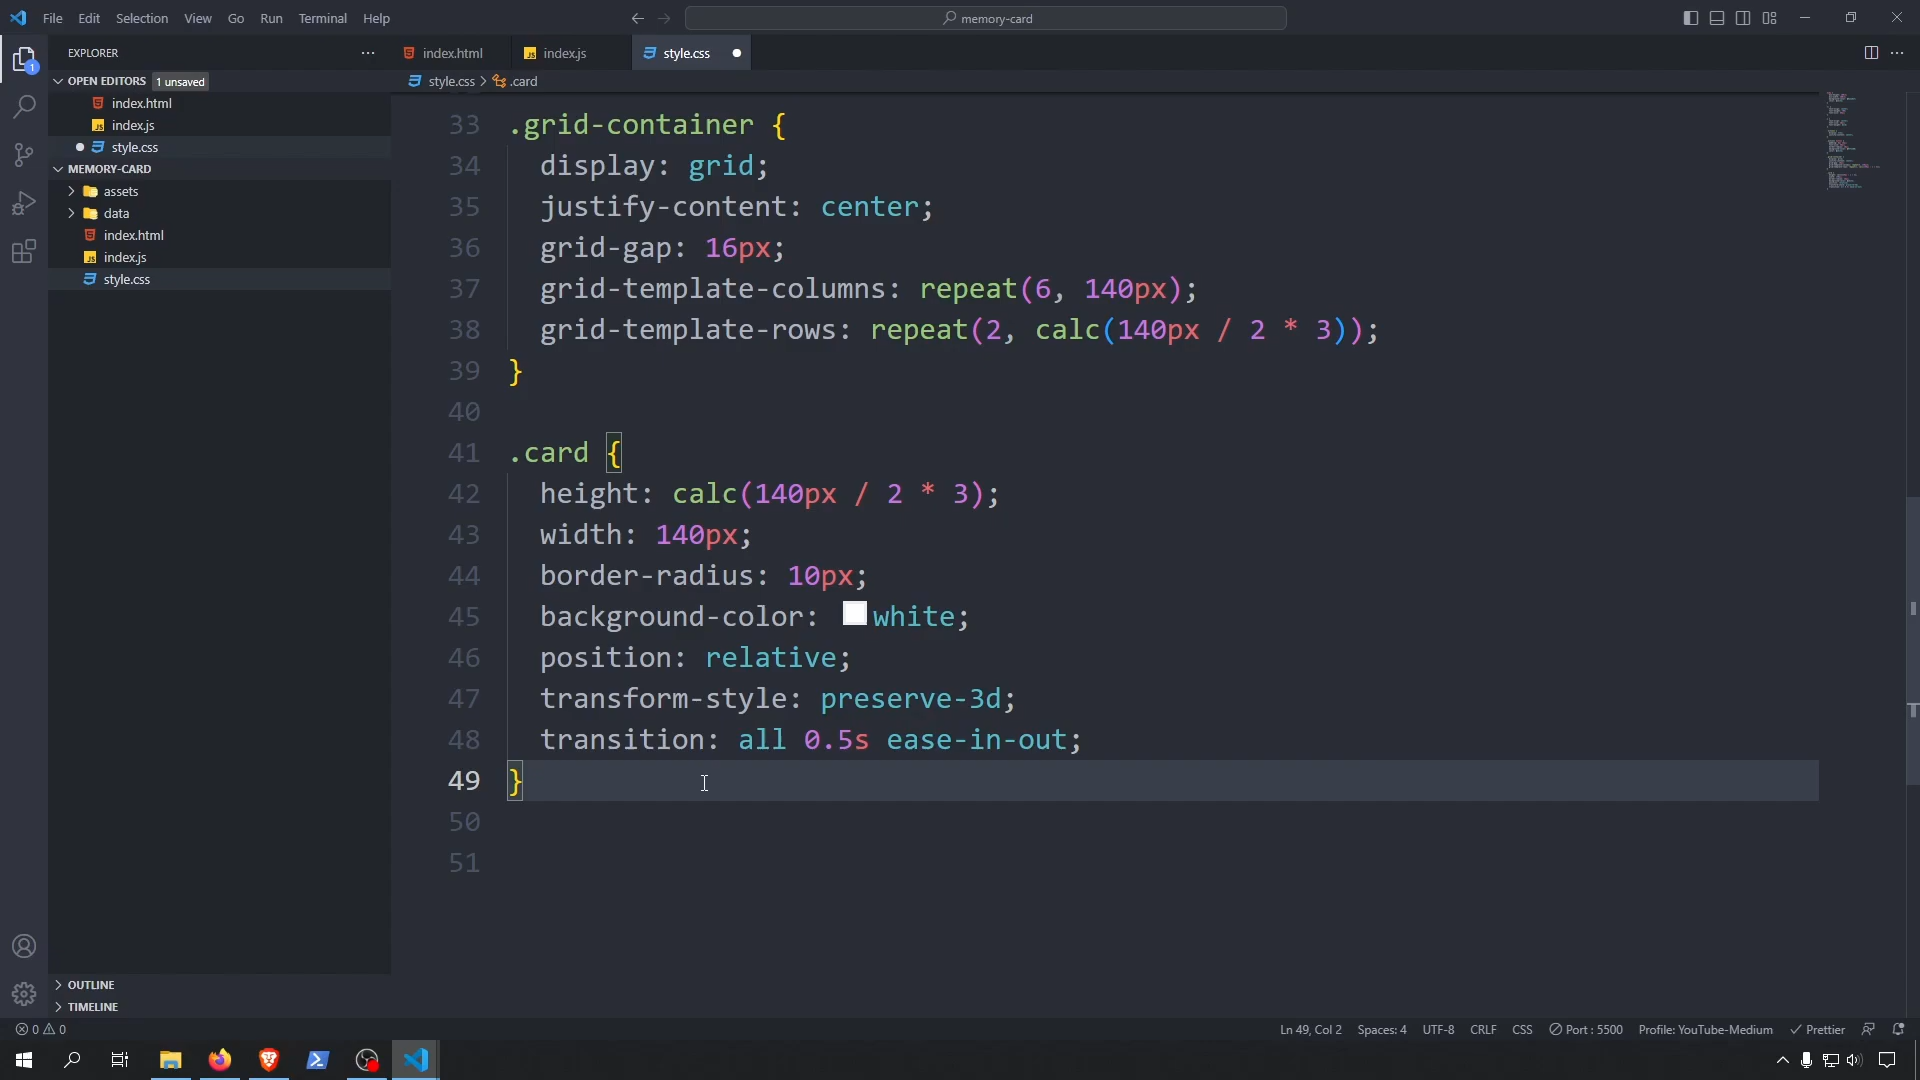 File Edit Selection View Go Run Terminal Help
memory-card
EXPLORER
OPEN EDITORS 1 unsaved
index.html
index.js
style.css
MEMORY-CARD
assets
data
index.html
index.js
style.css
OUTLINE
TIMELINE
index.html index.js style.css
style.css > .card
33 .grid-container {
34 display: grid;
35 justify-content: center;
36 grid-gap: 16px;
37 grid-template-columns: repeat(6, 140px);
38 grid-template-rows: repeat(2, calc(140px / 2 * 3));
39 }
40
41 .card {
42 height: calc(140px / 2 * 3);
43 width: 140px;
44 border-radius: 10px;
45 background-color: white;
46 position: relative;
47 transform-style: preserve-3d;
48 transition: all 0.5s ease-in-out;
49 }
50
51
0 0 Ln 49, Col 2 Spaces: 4 UTF-8 CRLF CSS Port : 5500 Profile: YouTube-Medium Prettier